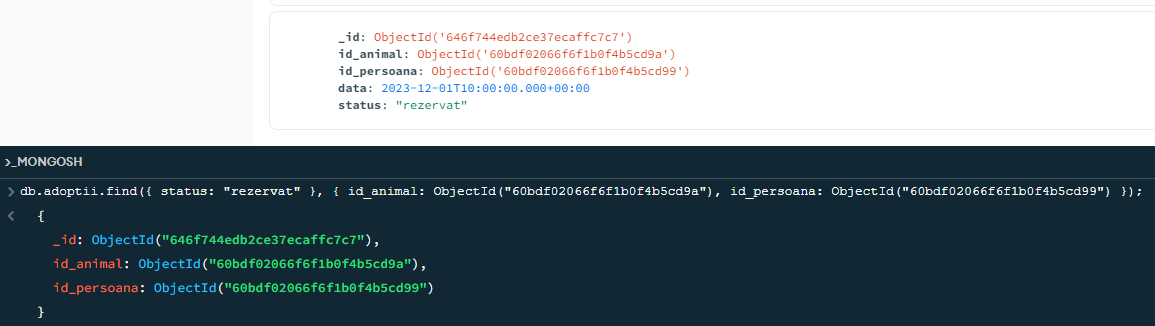 _id: ObjectId('646f744edb2ce37ecaffc7c7')
id_animal: ObjectId('60bdf02066f6f1b0f4b5cd9a')
id_persoana: ObjectId('60bdf02066f6f1b0f4b5cd99')
data: 2023-12-01T10:00:00.000+00:00
status: "rezervat"
>_MONGOSH
> db.adoptii.find({ status: "rezervat" }, { id_animal: ObjectId("60bdf02066f6f1b0f4b5cd9a"), id_persoana: ObjectId("60bdf02066f6f1b0f4b5cd99") });
< {
_id: ObjectId("646f744edb2ce37ecaffc7c7"),
id_animal: ObjectId("60bdf02066f6f1b0f4b5cd9a"),
id_persoana: ObjectId("60bdf02066f6f1b0f4b5cd99")
}